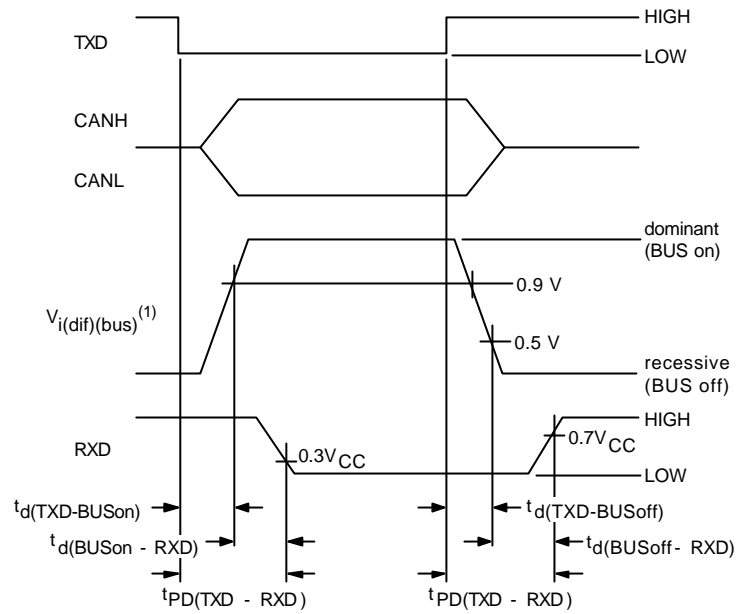 HIGH
TXD
LOW
CANH
CANL
dominant
(BUS on)
0.9 V
Vi(dif)(bus)(1)
0.5 V
recessive
(BUS off)
HIGH
RXD
0.3VCC
0.7VCC
LOW
td(TXD-BUSon)
td(TXD-BUSoff)
td(BUSon - RXD)
td(BUSoff - RXD)
tPD(TXD - RXD)
tPD(TXD - RXD)